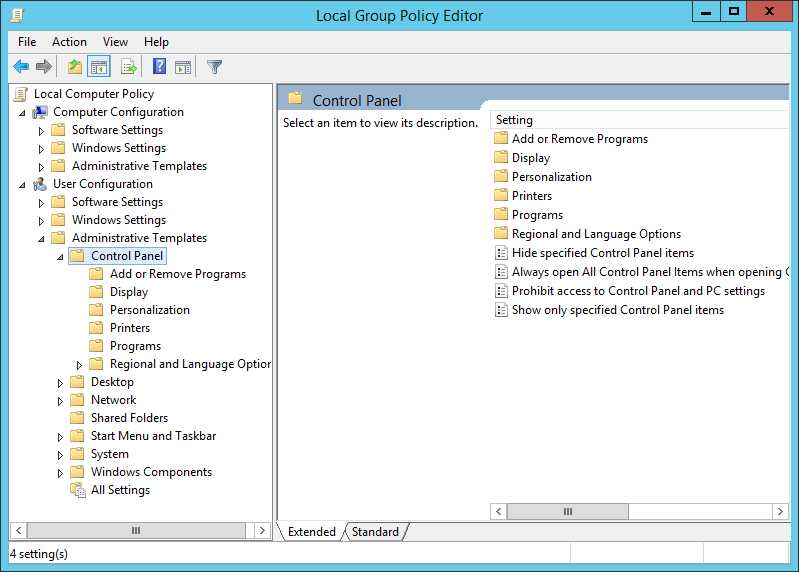 Local Group Policy Editor
File Action View Help
Local Computer Policy
Computer Configuration
Software Settings
Windows Settings
Administrative Templates
User Configuration
Software Settings
Windows Settings
Administrative Templates
Control Panel
Add or Remove Programs
Display
Personalization
Printers
Programs
Regional and Language Option
Desktop
Network
Shared Folders
Start Menu and Taskbar
System
Windows Components
All Settings
Control Panel
Select an item to view its description.
Setting
Add or Remove Programs
Display
Personalization
Printers
Programs
Regional and Language Options
Hide specified Control Panel items
Always open All Control Panel Items when opening C
Prohibit access to Control Panel and PC settings
Show only specified Control Panel items
Extended Standard
4 setting(s)